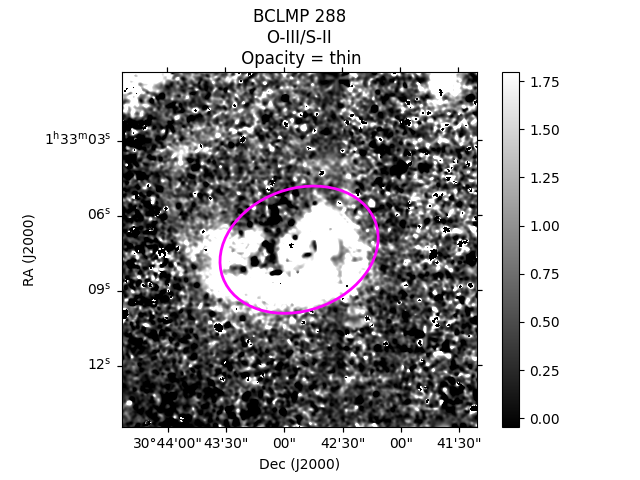 BCLMP 288
O-III/S-II
Opacity = thin
1.75
1.50
1.25
1.00
0.75
0.50
0.25
0.00
1ʰ33ᵐ03ˢ
06ˢ
09ˢ
12ˢ
RA (J2000)
30°44'00" 43'30" 00" 42'30" 00" 41'30"
Dec (J2000)